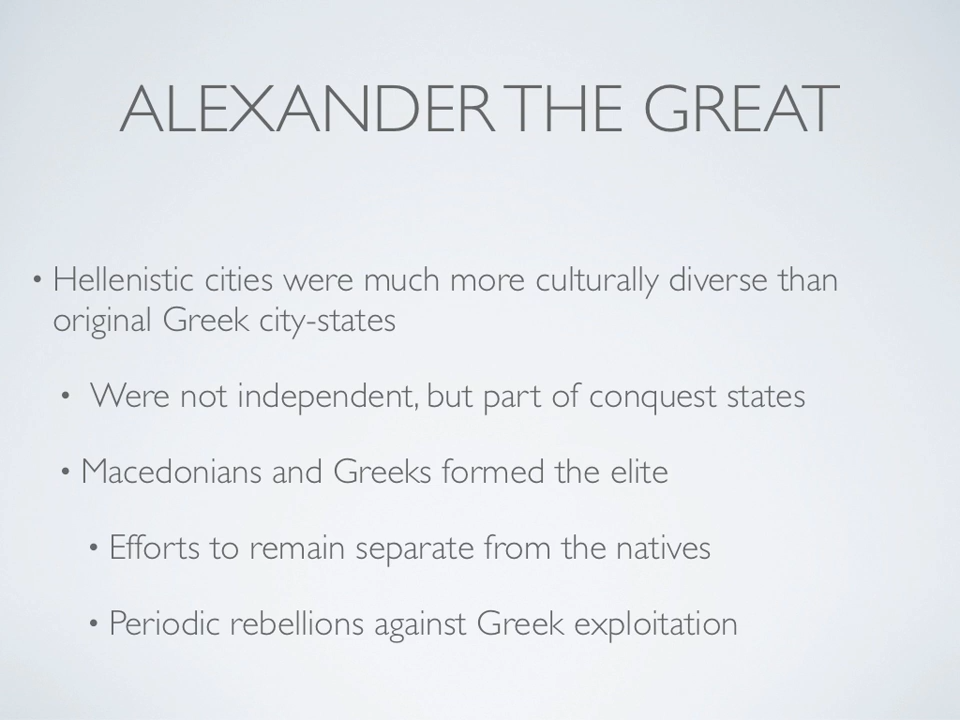 ALEXANDER THE GREAT
• Hellenistic cities were much more culturally diverse than
original Greek city-states
• Were not independent, but part of conquest states
• Macedonians and Greeks formed the elite
• Efforts to remain separate from the natives
• Periodic rebellions against Greek exploitation